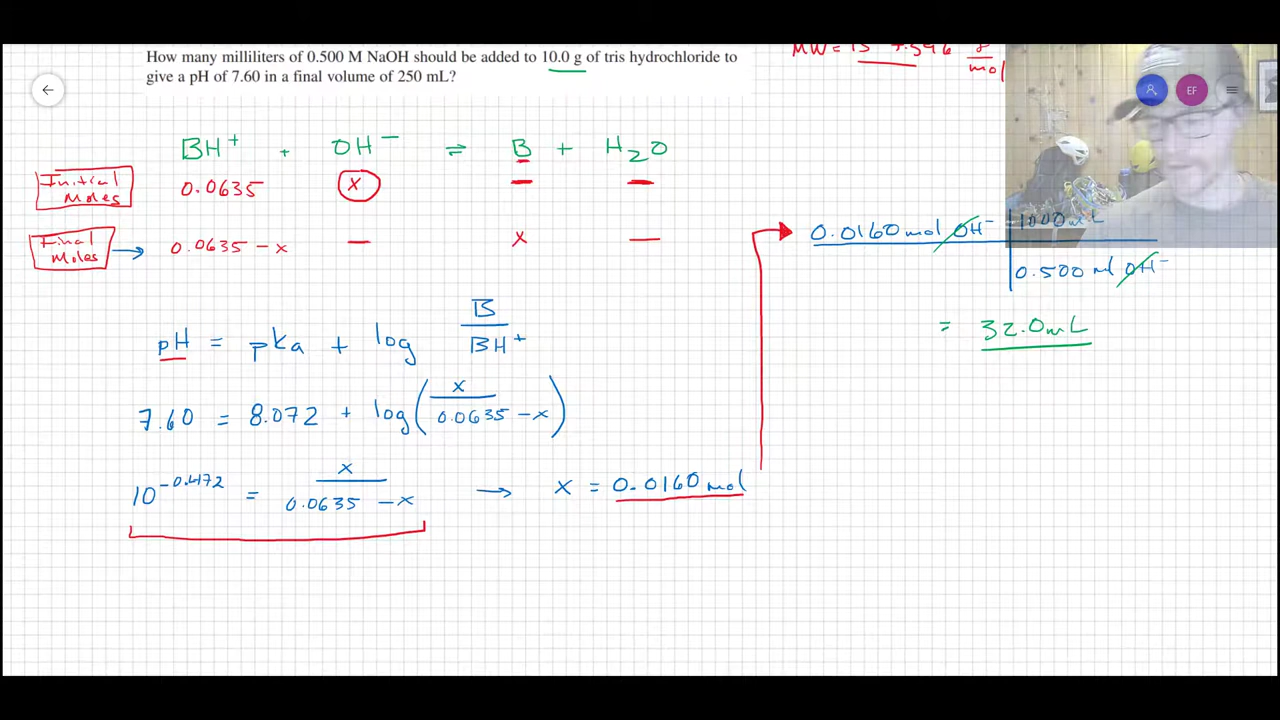 How many milliliters of 0.500 M NaOH should be added to 10.0 g of tris hydrochloride to
give a pH of 7.60 in a final volume of 250 mL?
mol
EF
BH⁺ + OH⁻ ⇌ B + H₂O
Initial Moles 0.0635 x — —
Final Moles → 0.0635 - x — x —
0.0160 mol OH⁻ 1000 mL
0.500 ml OH⁻
= 32.0 mL
pH = pka + log B / BH⁺
7.60 = 8.072 + log ( x / 0.0635 - x )
10^-0.472 = x / 0.0635 - x → x = 0.0160 mol